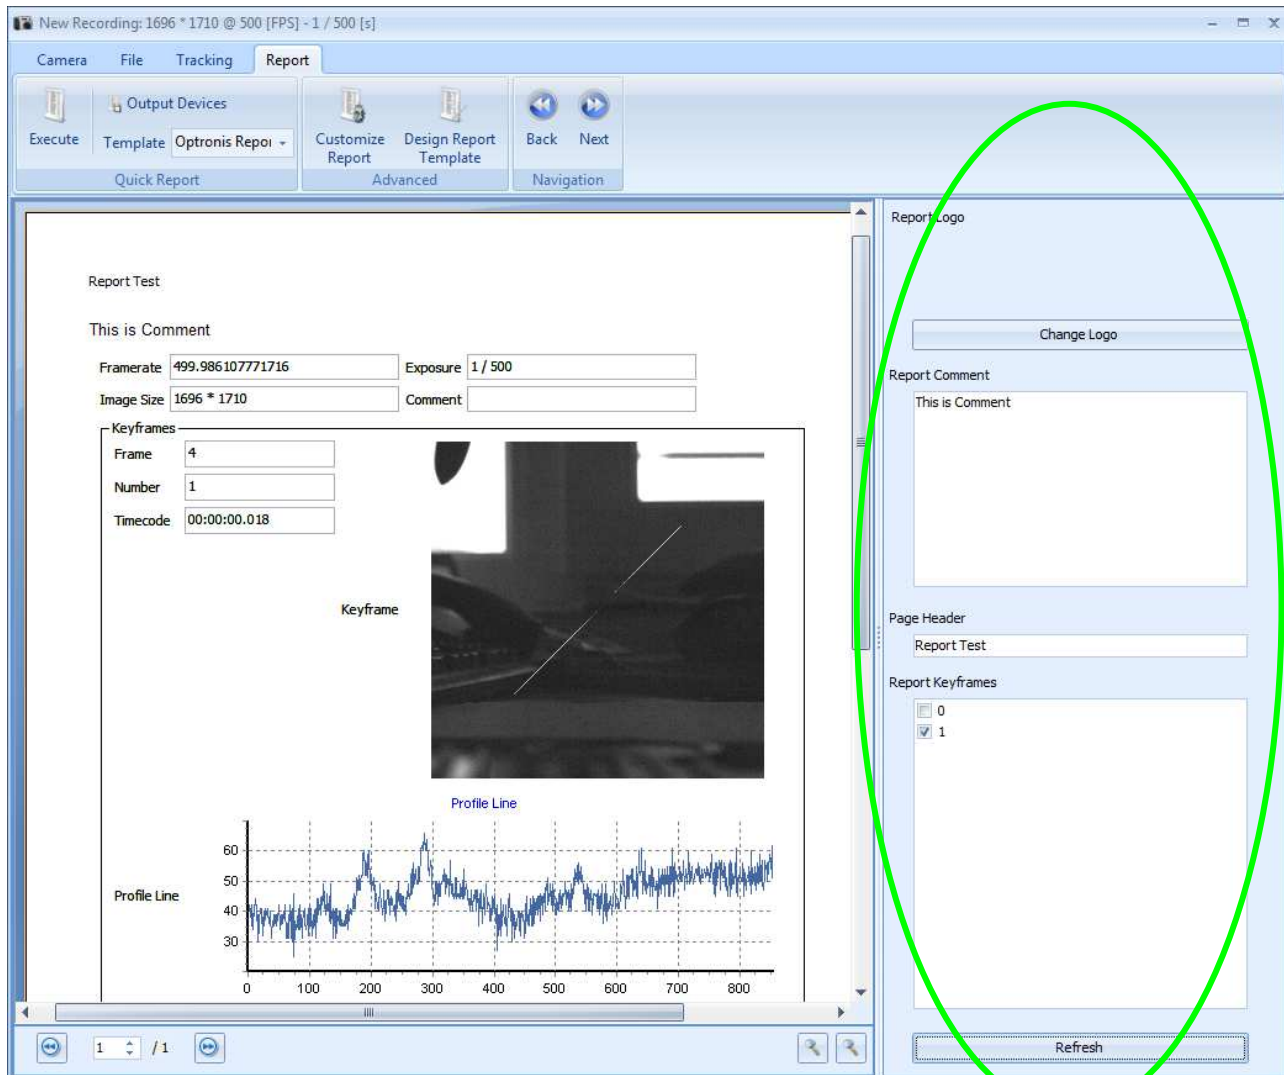 New Recording: 1696 * 1710 @ 500 [FPS] - 1 / 500 [s]
Camera File Tracking Report
Output Devices
Execute Template Optronis Repor
Customize Report
Design Report Template
Back Next
Quick Report Advanced Navigation
Report Test
This is Comment
Framerate 499.986107771716 Exposure 1 / 500
Image Size 1696 * 1710 Comment
Keyframes
Frame 4
Number 1
Timecode 00:00:00.018
Keyframe
Profile Line
60
50
Profile Line
40
30
0 100 200 300 400 500 600 700 800
1 / 1
Report Logo
Change Logo
Report Comment
This is Comment
Page Header
Report Test
Report Keyframes
0
1
Refresh